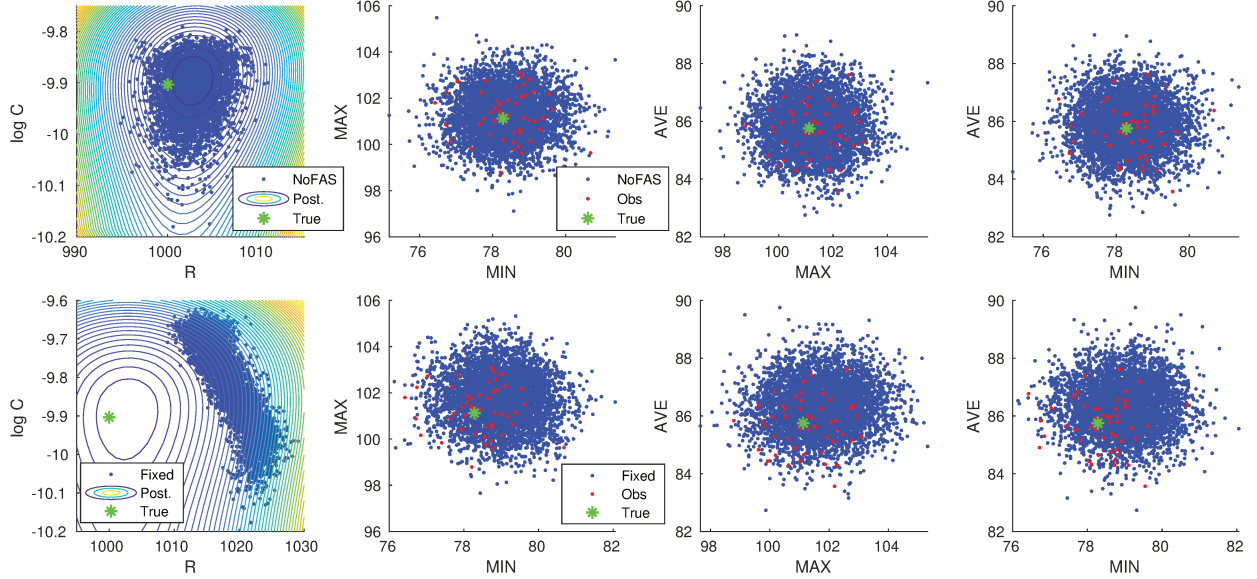 -9.8
-9.9
-10
-10.1
-10.2
log C
990
1000
1010
R
NoFAS
Post.
True
106
104
102
100
98
96
MAX
76
78
80
MIN
NoFAS
Obs
True
90
88
86
84
82
AVE
98
100
102
104
MAX
90
88
86
84
82
AVE
76
78
80
MIN
-9.6
-9.7
-9.8
-9.9
-10
-10.1
-10.2
log C
1000
1010
1020
1030
R
Fixed
Post.
True
106
104
102
100
98
96
MAX
76
78
80
82
MIN
Fixed
Obs
True
90
88
86
84
82
AVE
98
100
102
104
MAX
90
88
86
84
82
AVE
76
78
80
82
MIN